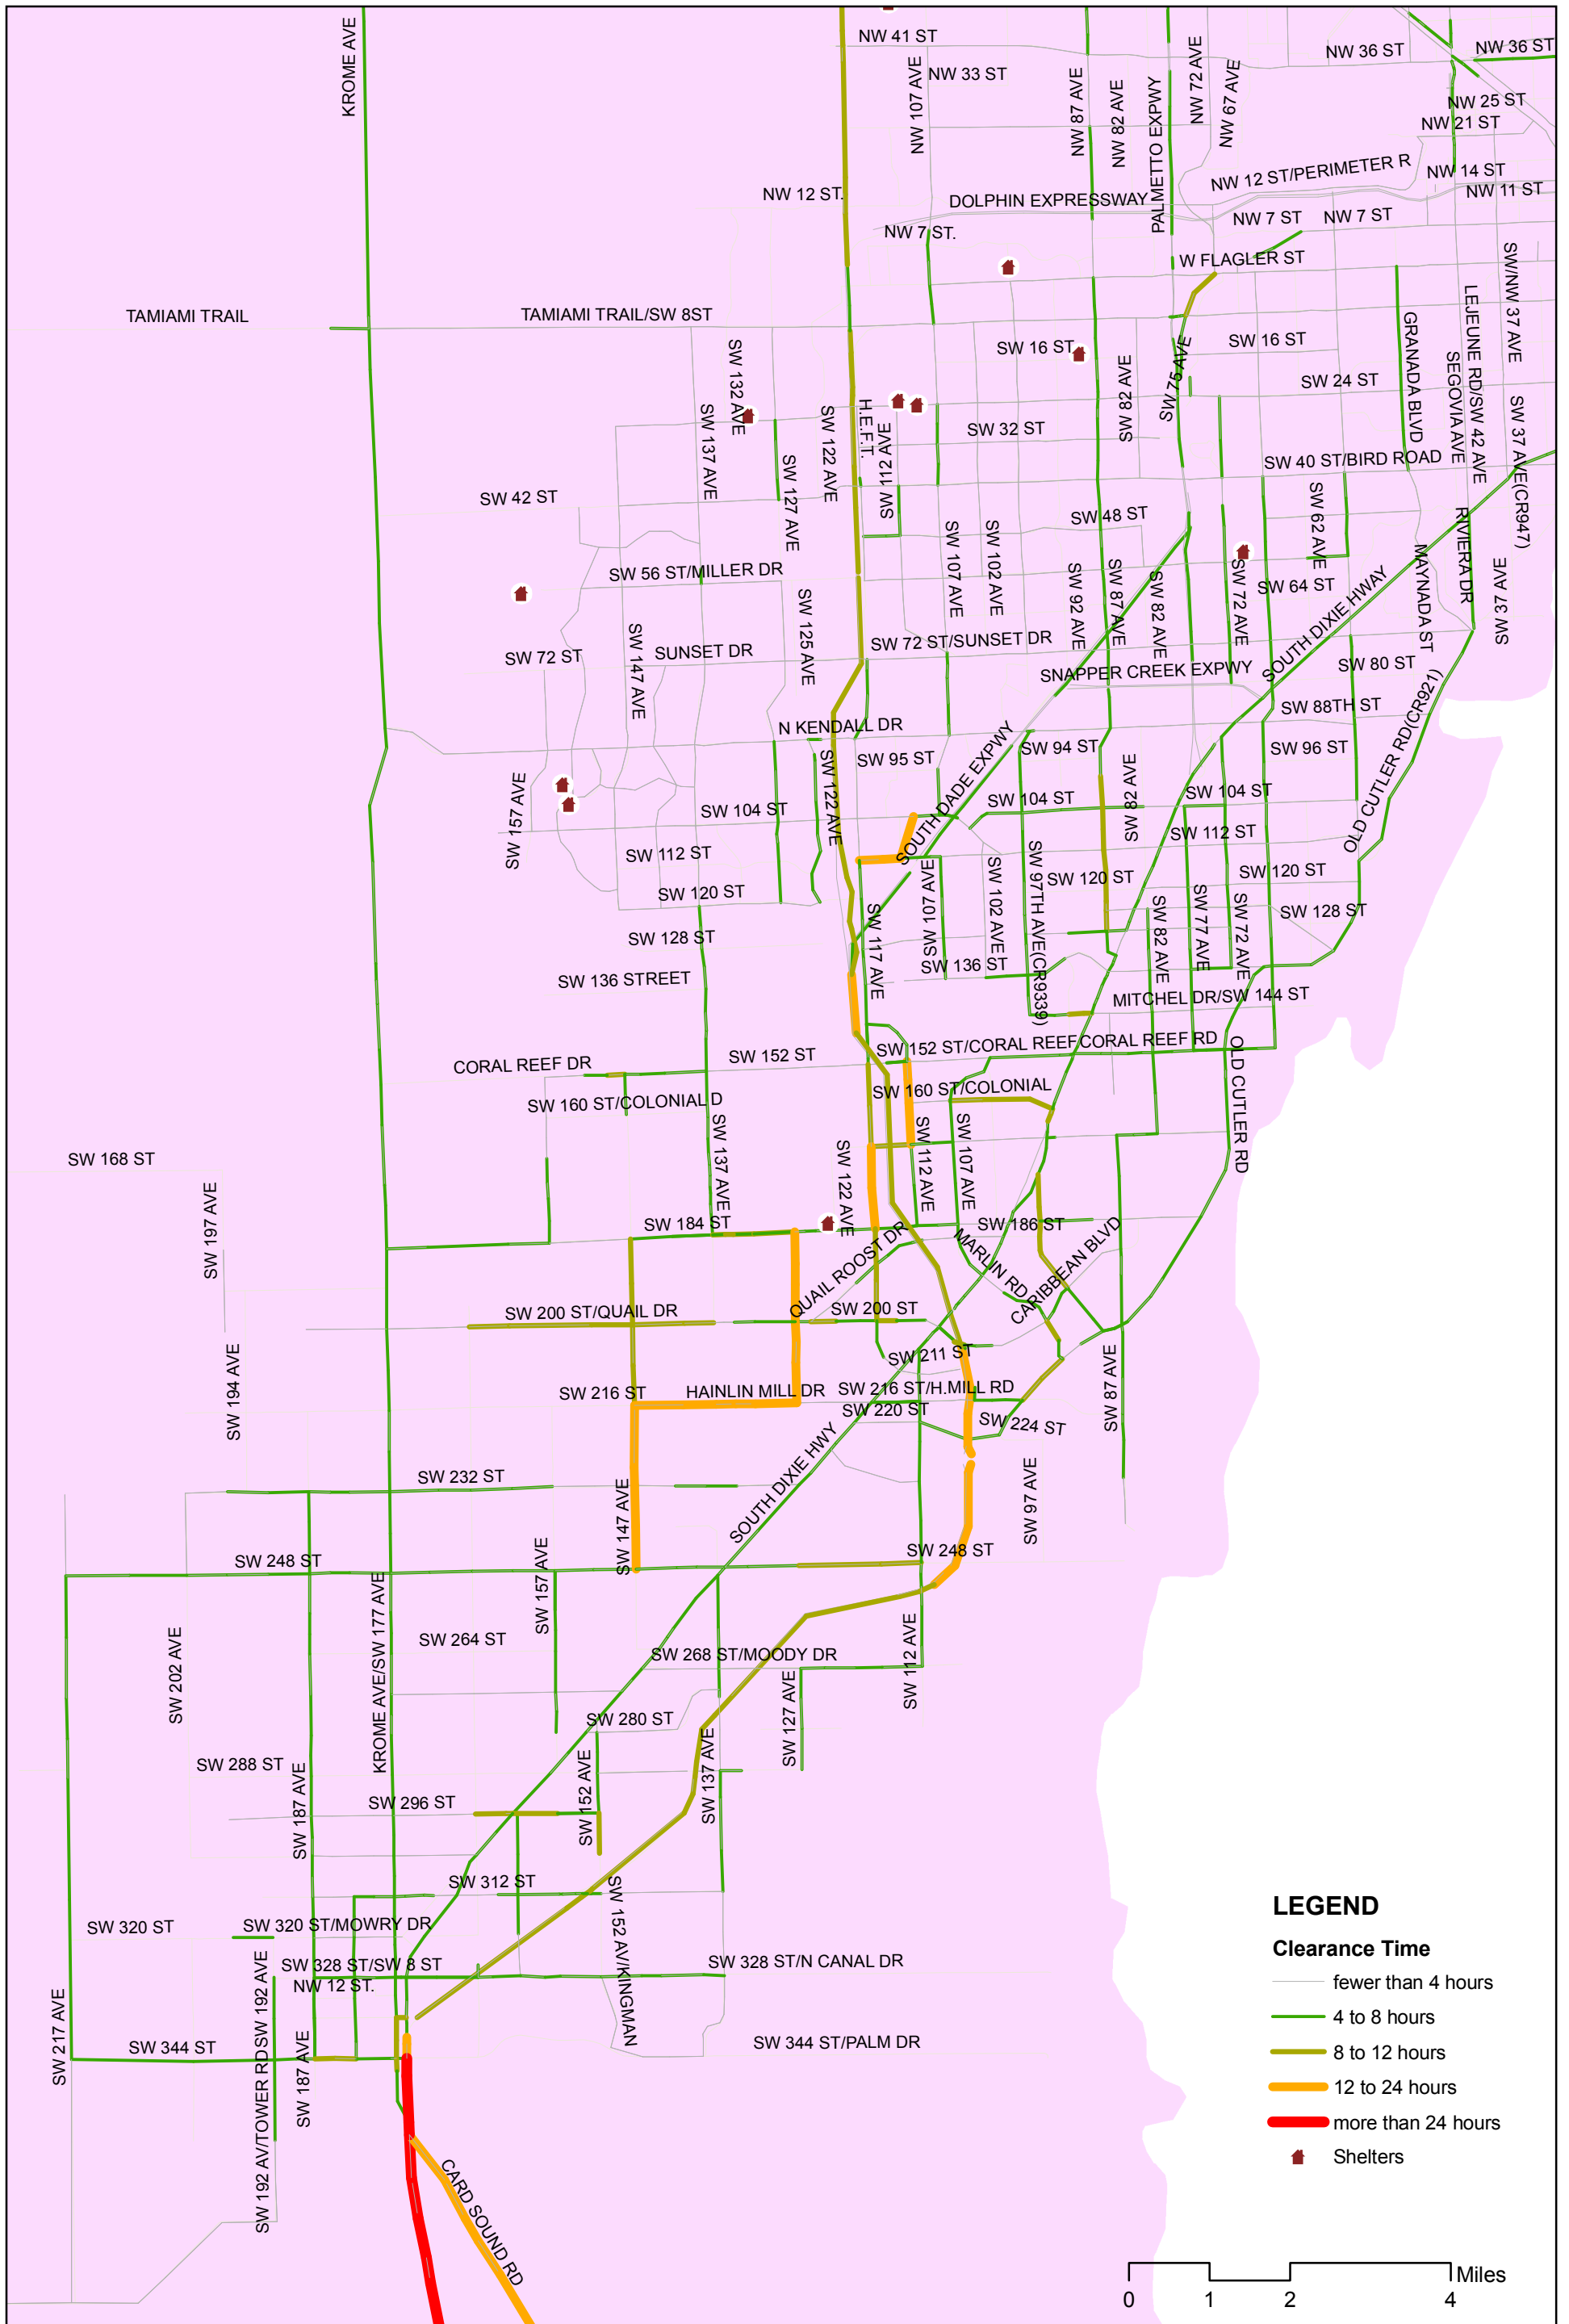 KROME AVE
NW 41 ST
NW 36 ST
NW 36 ST
NW 33 ST
NW 107 AVE
NW 87 AVE
NW 82 AVE
PALMETTO EXPWY
NW 72 AVE
NW 67 AVE
NW 25 ST
NW 21 ST
NW 14 ST
NW 11 ST
NW 12 ST/PERIMETER R
NW 12 ST.
DOLPHIN EXPRESSWAY
NW 7 ST.
NW 7 ST
NW 7 ST
W FLAGLER ST
TAMIAMI TRAIL
TAMIAMI TRAIL/SW 8ST
SW/NW 37 AVE
LEJEUNE RD/SW 42 AVE
SEGOVIA AVE
GRANADA BLVD
SW 132 AVE
SW 16 ST
SW 16 ST
SW 75 AVE
SW 82 AVE
SW 24 ST
SW 137 AVE
SW 122 AVE
H.E.F.T.
SW 112 AVE
SW 32 ST
SW 37 AVE(CR947)
SW 40 ST/BIRD ROAD
SW 127 AVE
SW 42 ST
SW 48 ST
SW 62 AVE
RIVIERA DR
SW 107 AVE
SW 102 AVE
SW 92 AVE
SW 87 AVE
SW 82 AVE
SW 72 AVE
SW 64 ST
MAYNADA ST
SW 37 AVE
SW 56 ST/MILLER DR
SW 125 AVE
SOUTH DIXIE HWAY
SW 147 AVE
SW 72 ST
SUNSET DR
SW 72 ST/SUNSET DR
SNAPPER CREEK EXPWY
SW 80 ST
SW 88TH ST
OLD CUTLER RD(CR921)
N KENDALL DR
SW 95 ST
SW 94 ST
SW 96 ST
SOUTH DADE EXPWY
SW 122 AVE
SW 82 AVE
SW 157 AVE
SW 104 ST
SW 104 ST
SW 104 ST
SW 112 ST
SW 112 ST
SW 120 ST
SW 120 ST
SW 120 ST
SW 107 AVE
SW 102 AVE
SW 97TH AVE(CR9339)
SW 117 AVE
SW 82 AVE
SW 77 AVE
SW 72 AVE
SW 128 ST
SW 128 ST
SW 136 STREET
SW 136 ST
MITCHEL DR/SW 144 ST
CORAL REEF DR
SW 152 ST
SW 152 ST/CORAL REEF
CORAL REEF RD
OLD CUTLER RD
SW 160 ST/COLONIAL D
SW 160 ST/COLONIAL
SW 137 AVE
SW 122 AVE
SW 112 AVE
SW 107 AVE
SW 168 ST
SW 197 AVE
SW 184 ST
SW 186 ST
QUAIL ROOST DR
MARLIN RD
CARIBBEAN BLVD
SW 200 ST/QUAIL DR
SW 200 ST
SW 211 ST
SW 194 AVE
SW 216 ST
HAINLIN MILL DR
SW 216 ST/H.MILL RD
SW 220 ST
SW 224 ST
SW 87 AVE
SW 232 ST
SOUTH DIXIE HWY
SW 147 AVE
SW 97 AVE
SW 248 ST
SW 248 ST
SW 157 AVE
KROME AVE/SW 177 AVE
SW 202 AVE
SW 264 ST
SW 268 ST/MOODY DR
SW 112 AVE
SW 127 AVE
SW 280 ST
SW 288 ST
SW 137 AVE
SW 152 AVE
SW 187 AVE
SW 296 ST
SW 312 ST
SW 152 AV/KINGMAN
SW 320 ST
SW 320 ST/MOWRY DR
SW 328 ST/SW 8 ST
NW 12 ST.
SW 328 ST/N CANAL DR
SW 192 AVE
SW 217 AVE
SW 344 ST
SW 187 AVE
SW 192 AV/TOWER RD
SW 344 ST/PALM DR
CARD SOUND RD
LEGEND
Clearance Time
fewer than 4 hours
4 to 8 hours
8 to 12 hours
12 to 24 hours
more than 24 hours
Shelters
Miles
0 1 2 4